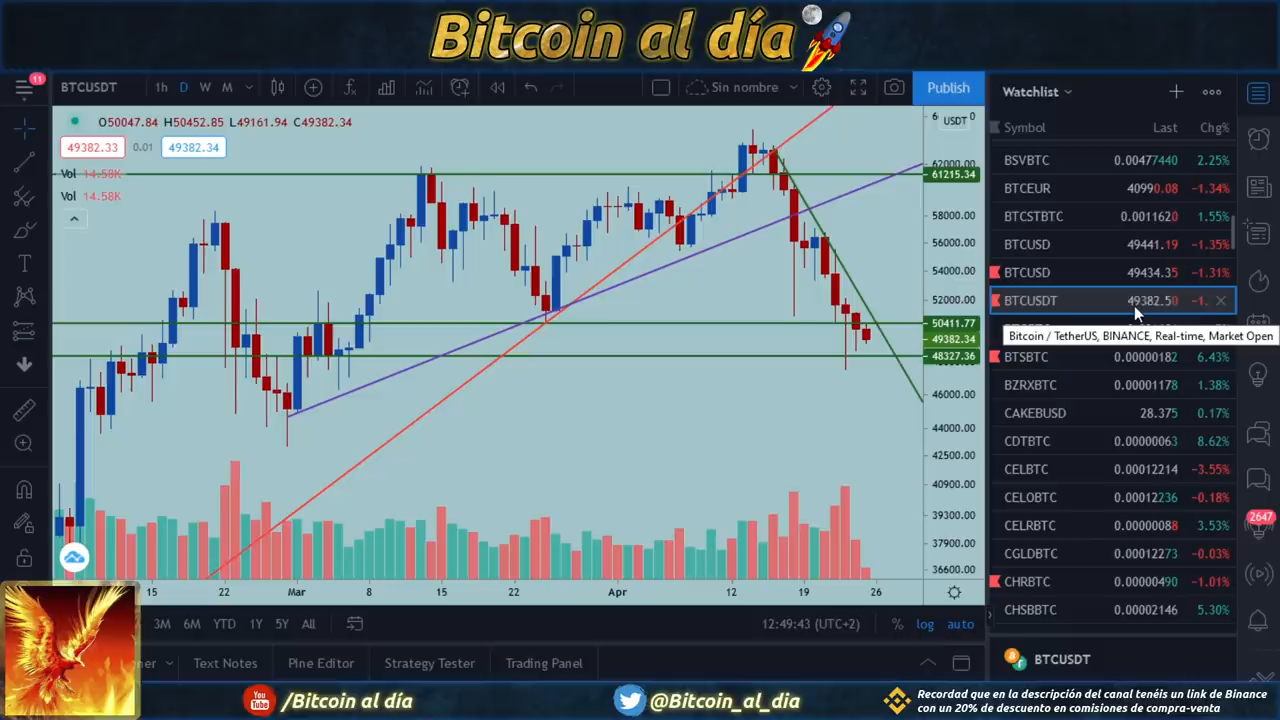 Bitcoin al día
11
BTCUSDT 1h D W M Sin nombre Publish
O50047.84 H50452.85 L49161.94 C49382.34
49382.33 0.01 49382.34
Vol 14.58K
Vol 14.58K
USDT
62000.00
61215.34
58000.00
56000.00
54000.00
52000.00
50411.77
49382.34
48327.36
46000.00
44000.00
42500.00
40900.00
39300.00
37900.00
36600.00
15 22 Mar 8 15 22 Apr 12 19 26
3M 6M YTD 1Y 5Y All 12:49:43 (UTC+2) % log auto
Text Notes Pine Editor Strategy Tester Trading Panel
Watchlist
Symbol Last Chg%
BSVBTC 0.00477440 2.25%
BTCEUR 40990.08 -1.34%
BTCSTBTC 0.0011620 1.55%
BTCUSD 49441.19 -1.35%
BTCUSD 49434.35 -1.31%
BTCUSDT 49382.50 -1.
Bitcoin / TetherUS, BINANCE, Real-time, Market Open
BTSBTC 0.00000182 6.43%
BZRXBTC 0.00001178 1.38%
CAKEBUSD 28.375 0.17%
CDTBTC 0.00000063 8.62%
CELBTC 0.00012214 -3.55%
CELOBTC 0.00012236 -0.18%
CELRBTC 0.00000088 3.53%
CGLDBTC 0.00012273 -0.03%
CHRBTC 0.00000490 -1.01%
CHSBBTC 0.00002146 5.30%
BTCUSDT
2647
You Tube /Bitcoin al día
@Bitcoin_al_dia
Recordad que en la descripción del canal tenéis un link de Binance
con un 20% de descuento en comisiones de compra-venta